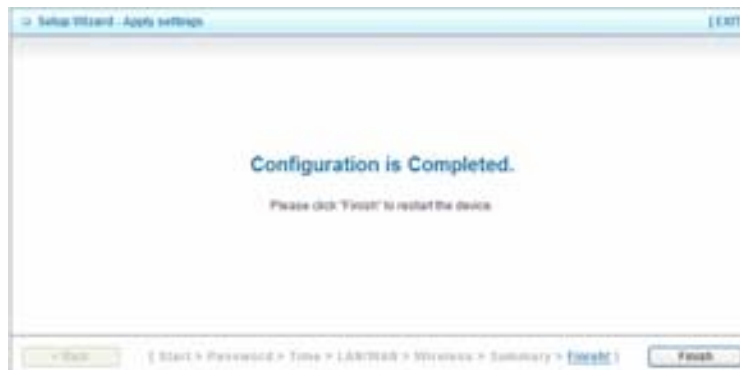 Setup Wizard - Apply settings [ EXIT
Configuration is Completed.
Please click 'Finish' to restart the device.
< Back [ Start > Password > Time > LAN/WAN > Wireless > Summary > Finish! ] Finish